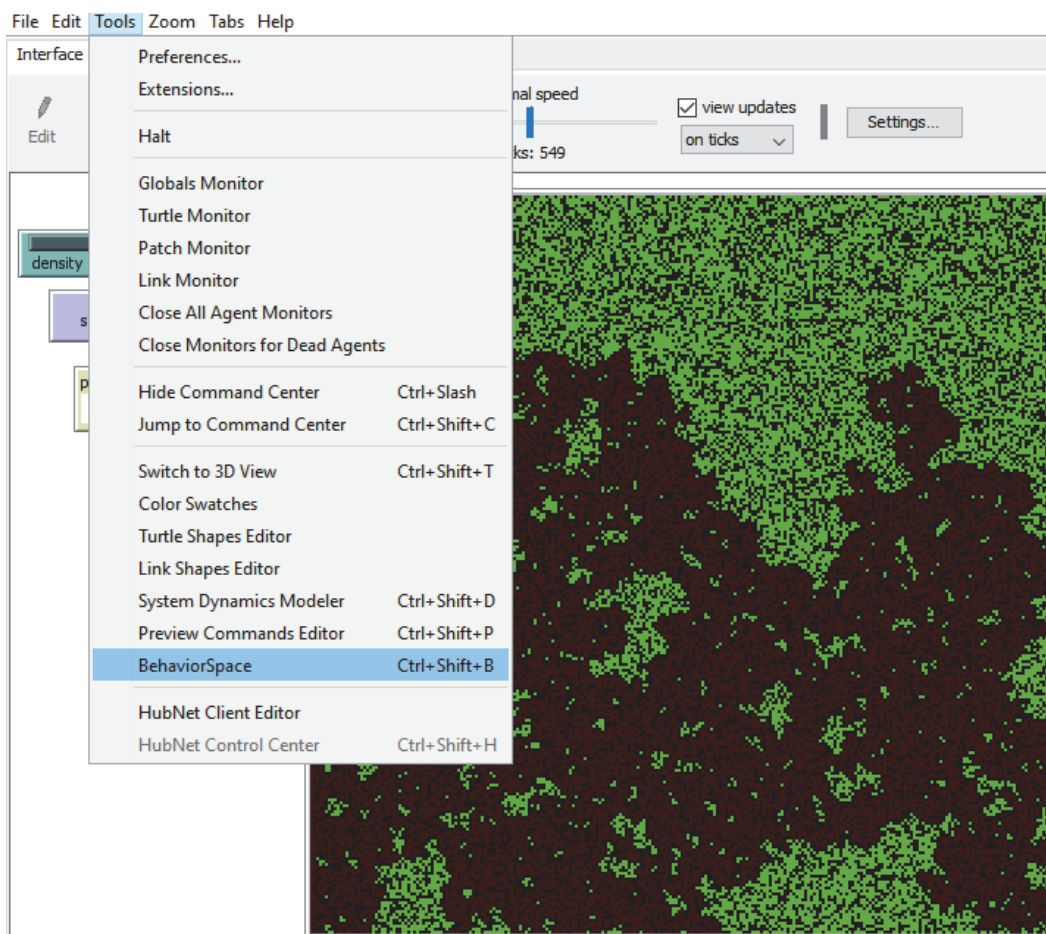 File Edit Tools Zoom Tabs Help
Interface
Edit
mal speed
ks: 549
view updates
on ticks
Settings...
density
s
p
Preferences...
Extensions...
Halt
Globals Monitor
Turtle Monitor
Patch Monitor
Link Monitor
Close All Agent Monitors
Close Monitors for Dead Agents
Hide Command Center Ctrl+Slash
Jump to Command Center Ctrl+Shift+C
Switch to 3D View Ctrl+Shift+T
Color Swatches
Turtle Shapes Editor
Link Shapes Editor
System Dynamics Modeler Ctrl+Shift+D
Preview Commands Editor Ctrl+Shift+P
BehaviorSpace Ctrl+Shift+B
HubNet Client Editor
HubNet Control Center Ctrl+Shift+H